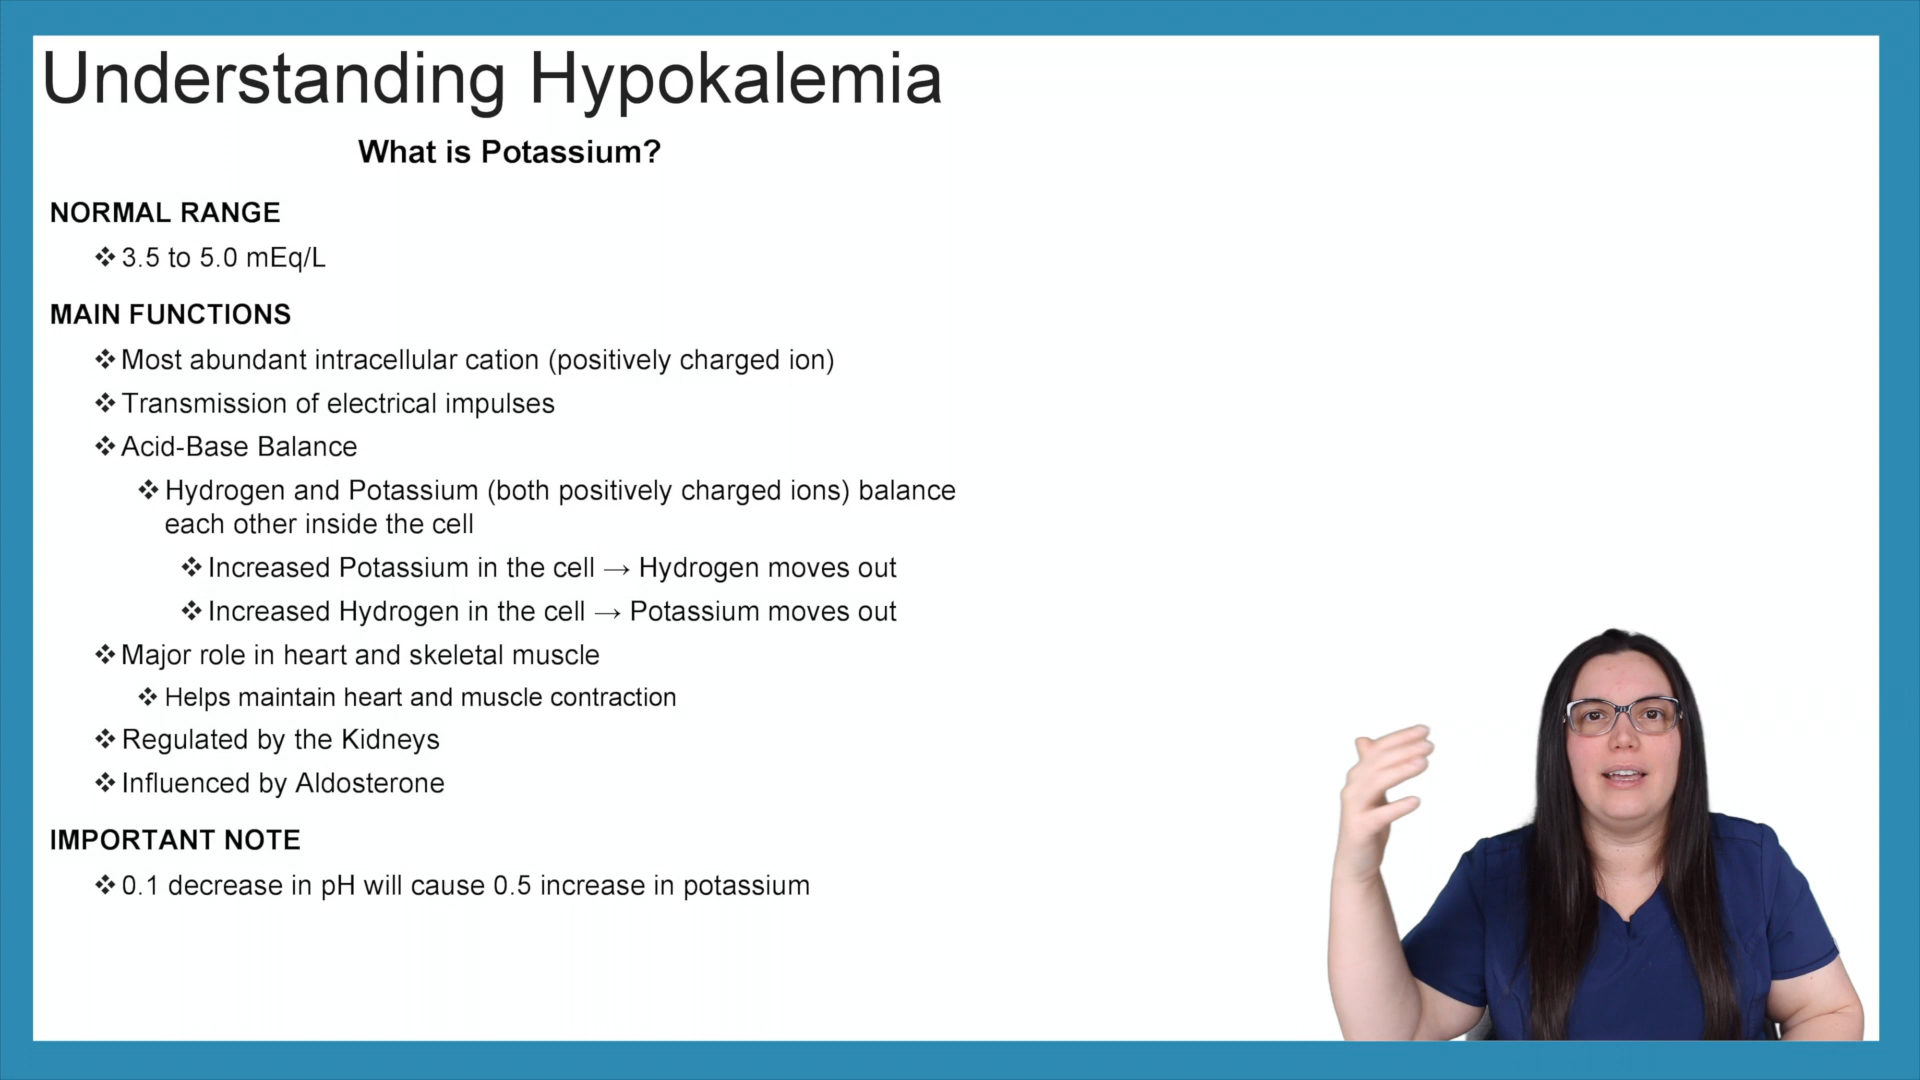 Understanding Hypokalemia
What is Potassium?
NORMAL RANGE
❖ 3.5 to 5.0 mEq/L
MAIN FUNCTIONS
❖ Most abundant intracellular cation (positively charged ion)
❖ Transmission of electrical impulses
❖ Acid-Base Balance
❖ Hydrogen and Potassium (both positively charged ions) balance
each other inside the cell
❖ Increased Potassium in the cell → Hydrogen moves out
❖ Increased Hydrogen in the cell → Potassium moves out
❖ Major role in heart and skeletal muscle
❖ Helps maintain heart and muscle contraction
❖ Regulated by the Kidneys
❖ Influenced by Aldosterone
IMPORTANT NOTE
❖ 0.1 decrease in pH will cause 0.5 increase in potassium